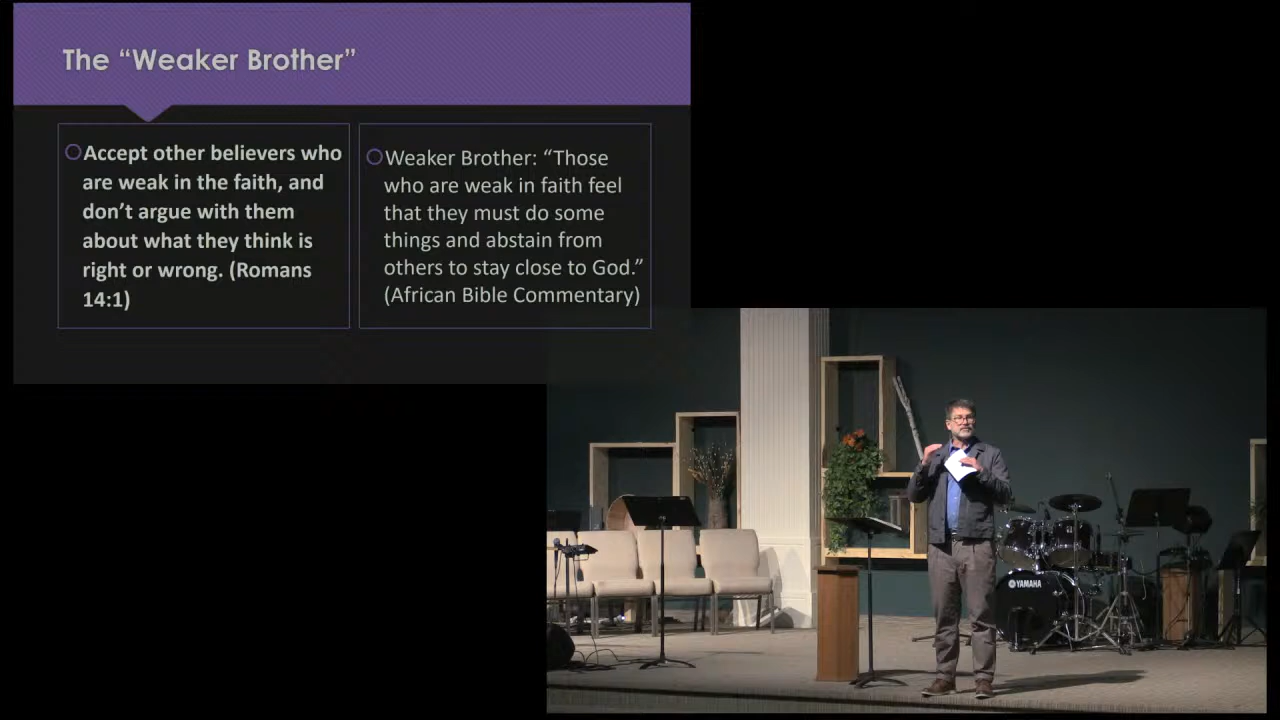 The “Weaker Brother”
Accept other believers who
are weak in the faith, and
don’t argue with them
about what they think is
right or wrong. (Romans
14:1)
Weaker Brother: “Those
who are weak in faith feel
that they must do some
things and abstain from
others to stay close to God.”
(African Bible Commentary)
YAMAHA